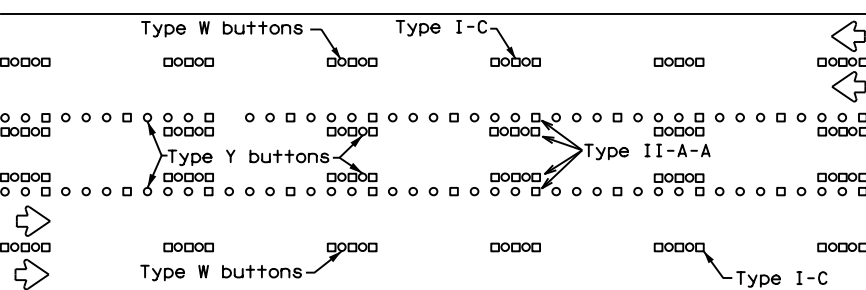 Type W buttons
Type I-C
Type Y buttons
Type II-A-A
Type W buttons
Type I-C